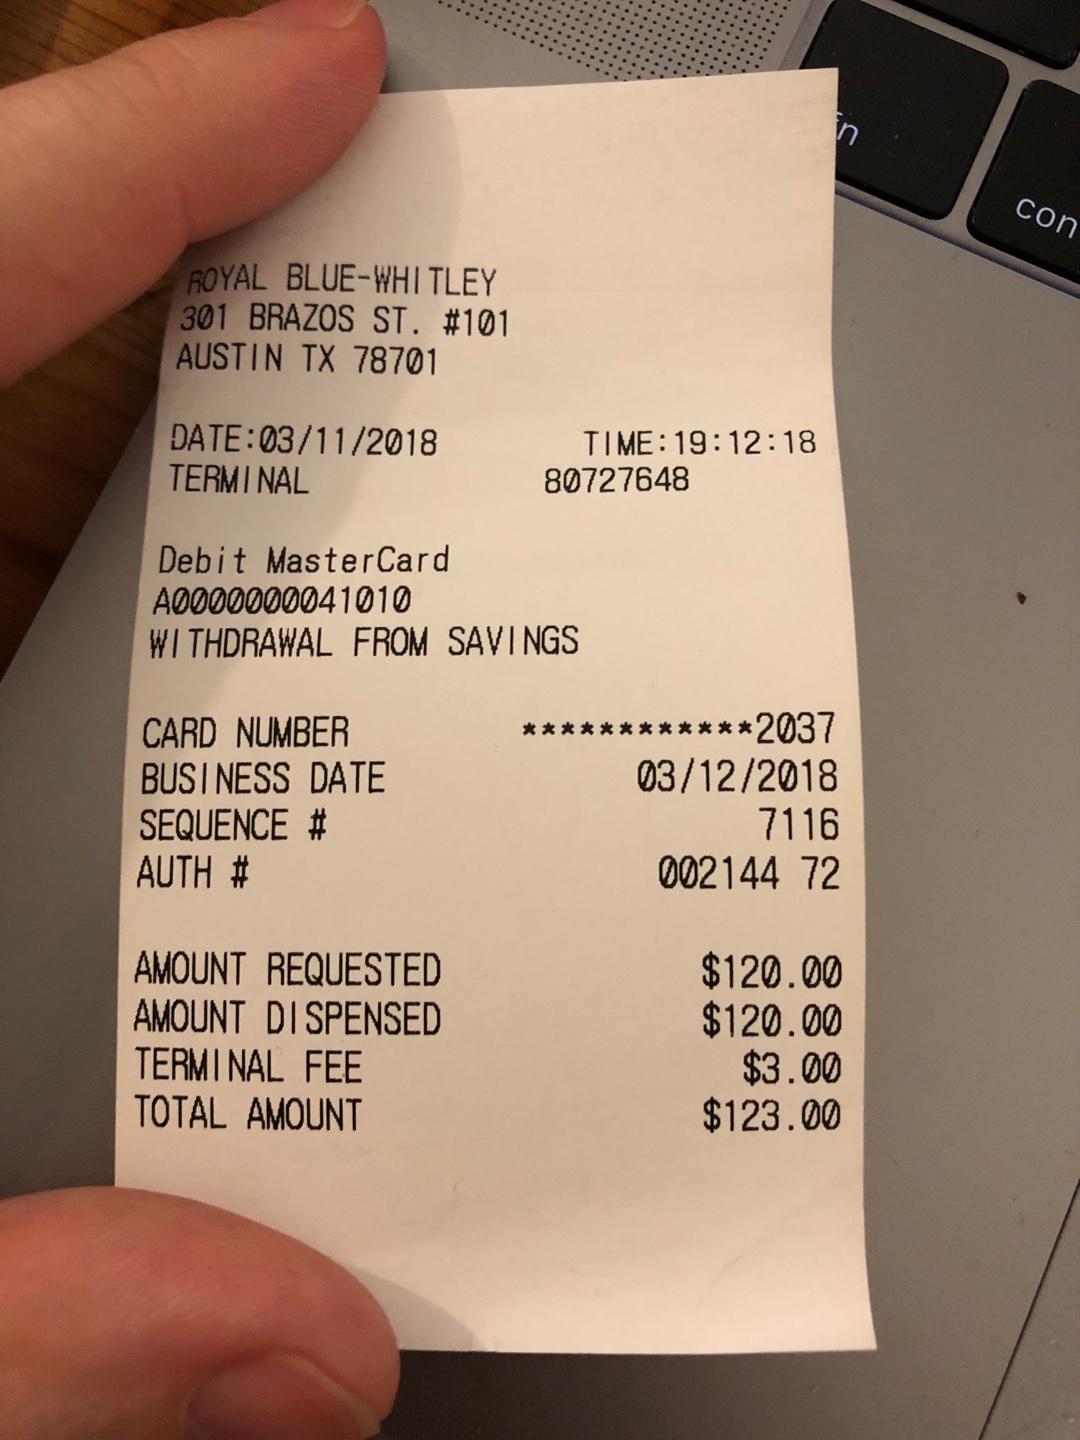 ROYAL BLUE-WHITLEY
301 BRAZOS ST. #101
AUSTIN TX 78701
DATE:03/11/2018 TIME:19:12:18
TERMINAL 80727648
Debit MasterCard
A0000000041010
WITHDRAWAL FROM SAVINGS
CARD NUMBER ************2037
BUSINESS DATE 03/12/2018
SEQUENCE # 7116
AUTH # 002144 72
AMOUNT REQUESTED $120.00
AMOUNT DISPENSED $120.00
TERMINAL FEE $3.00
TOTAL AMOUNT $123.00
fn
con